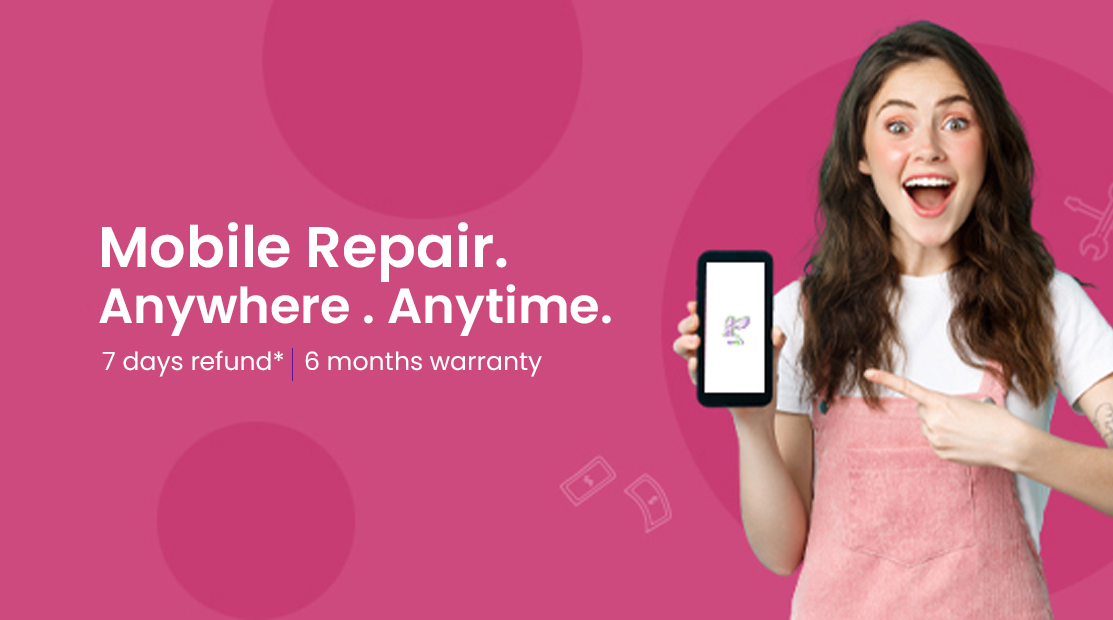 Mobile Repair.
Anywhere . Anytime.
7 days refund* | 6 months warranty